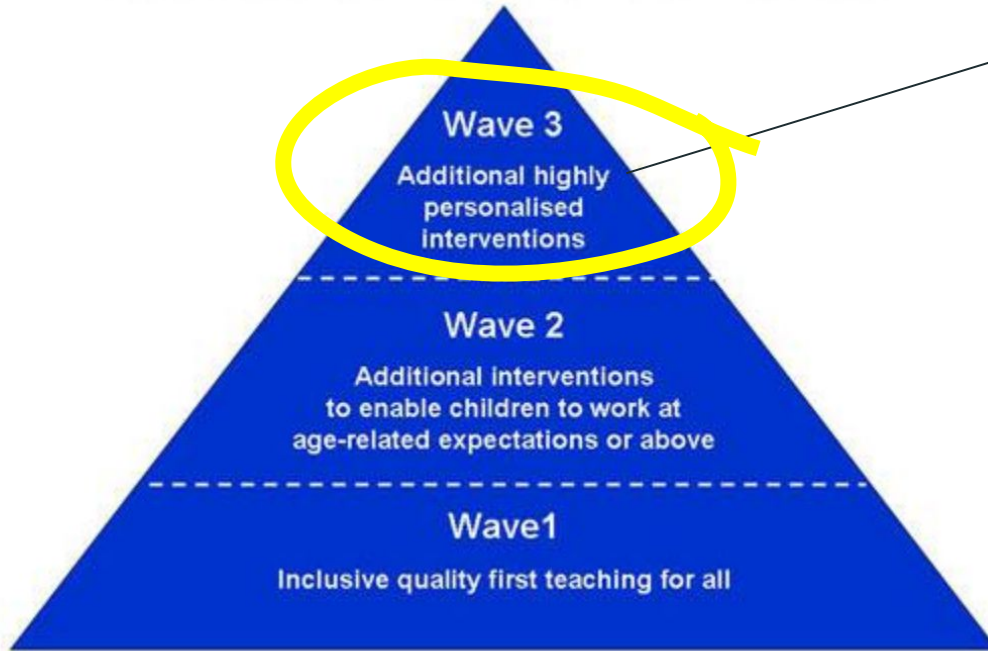 Wave 3
Additional highly
personalised
interventions
Wave 2
Additional interventions
to enable children to work at
age-related expectations or above
Wave1
Inclusive quality first teaching for all